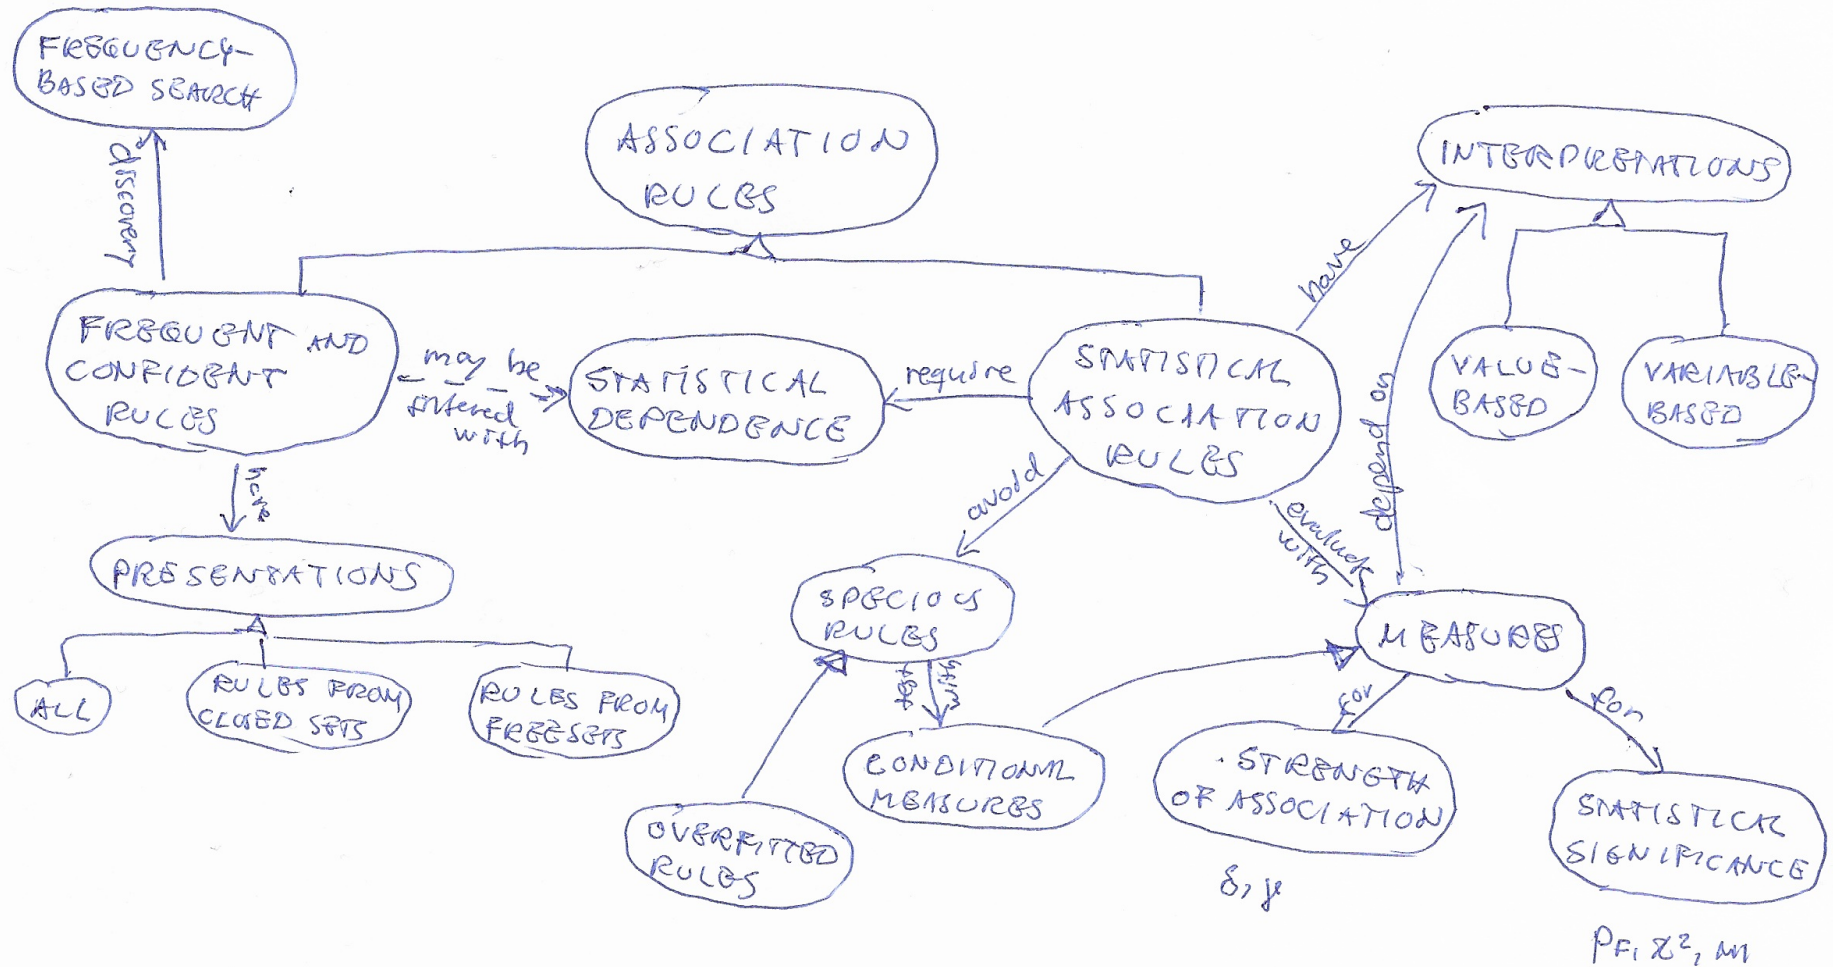 FREQUENCY-
BASED SEARCH
discovery
ASSOCIATION
RULES
INTERPRETATIONS
have
FREQUENT AND
CONFIDENT
RULES
may be
filtered
with
STATISTICAL
DEPENDENCE
require
STATISTICAL
ASSOCIATION
RULES
depend on
VALUE-
BASED
VARIABLE-
BASED
have
avoid
evaluate
with
PRESENTATIONS
SPECIOUS
RULES
MEASURES
ALL
RULES FROM
CLOSED SETS
RULES FROM
FREE SETS
test
with
for
for
CONDITIONAL
MEASURES
STRENGTH
OF ASSOCIATION
STATISTICAL
SIGNIFICANCE
OVERFITTED
RULES
δ, γ
PF, χ², MI